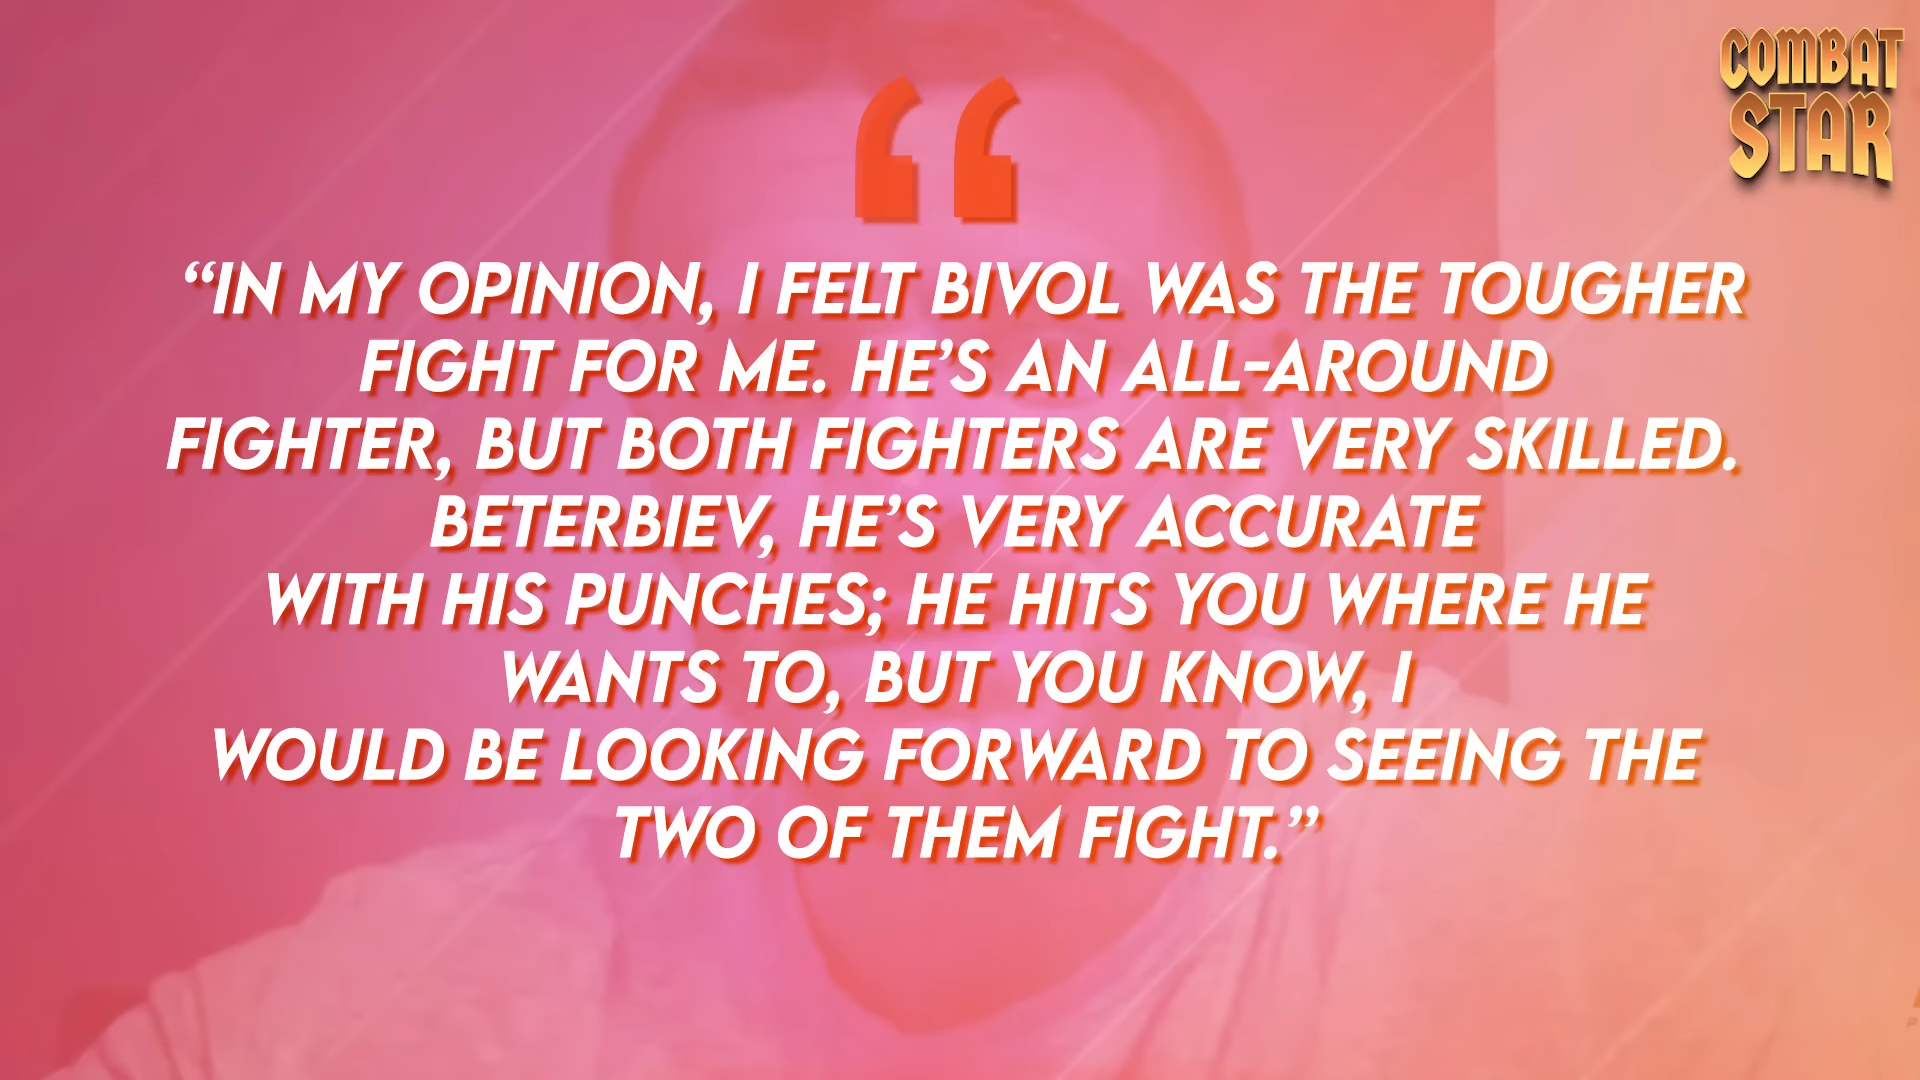 COMBAT
STAR
“IN MY OPINION, I FELT BIVOL WAS THE TOUGHER
FIGHT FOR ME. HE’S AN ALL-AROUND
FIGHTER, BUT BOTH FIGHTERS ARE VERY SKILLED.
BETERBIEV, HE’S VERY ACCURATE
WITH HIS PUNCHES; HE HITS YOU WHERE HE
WANTS TO, BUT YOU KNOW, I
WOULD BE LOOKING FORWARD TO SEEING THE
TWO OF THEM FIGHT.”